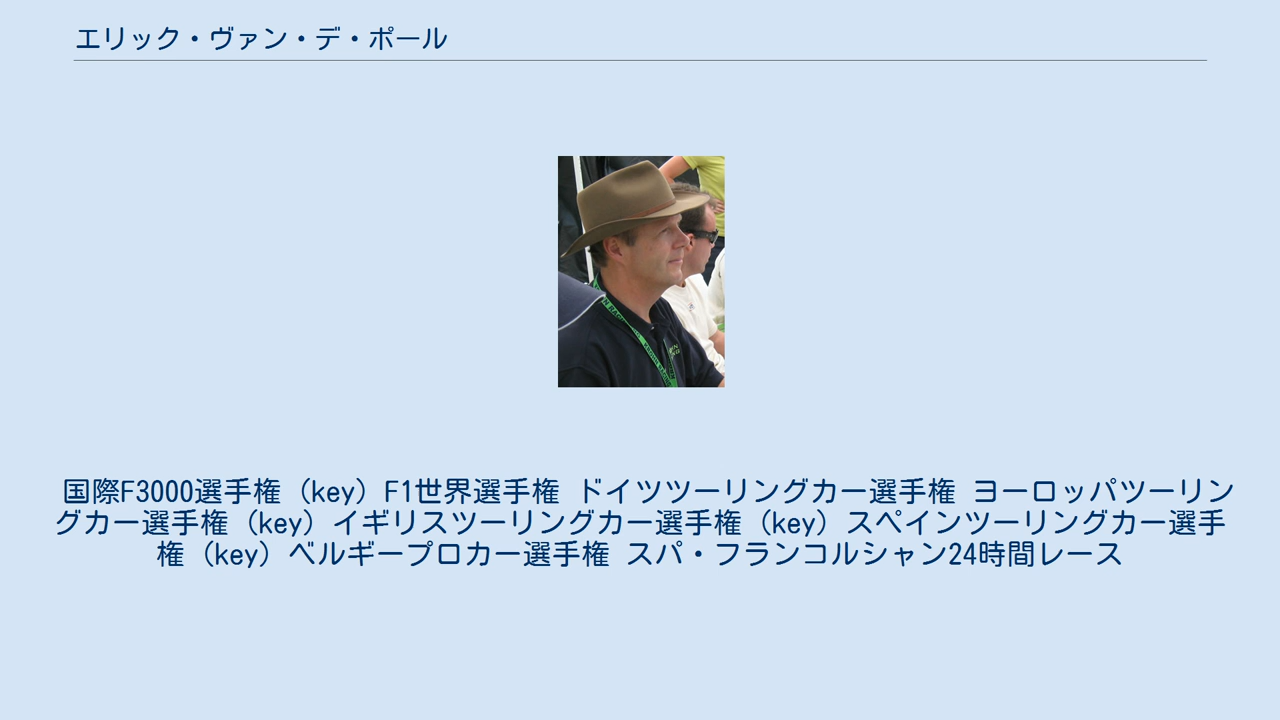 エリック・ヴァン・デ・ポール
国際F3000選手権（key）F1世界選手権 ドイツツーリングカー選手権 ヨーロッパツーリン
グカー選手権（key）イギリスツーリングカー選手権（key）スペインツーリングカー選手
権（key）ベルギープロカー選手権 スパ・フランコルシャン24時間レース